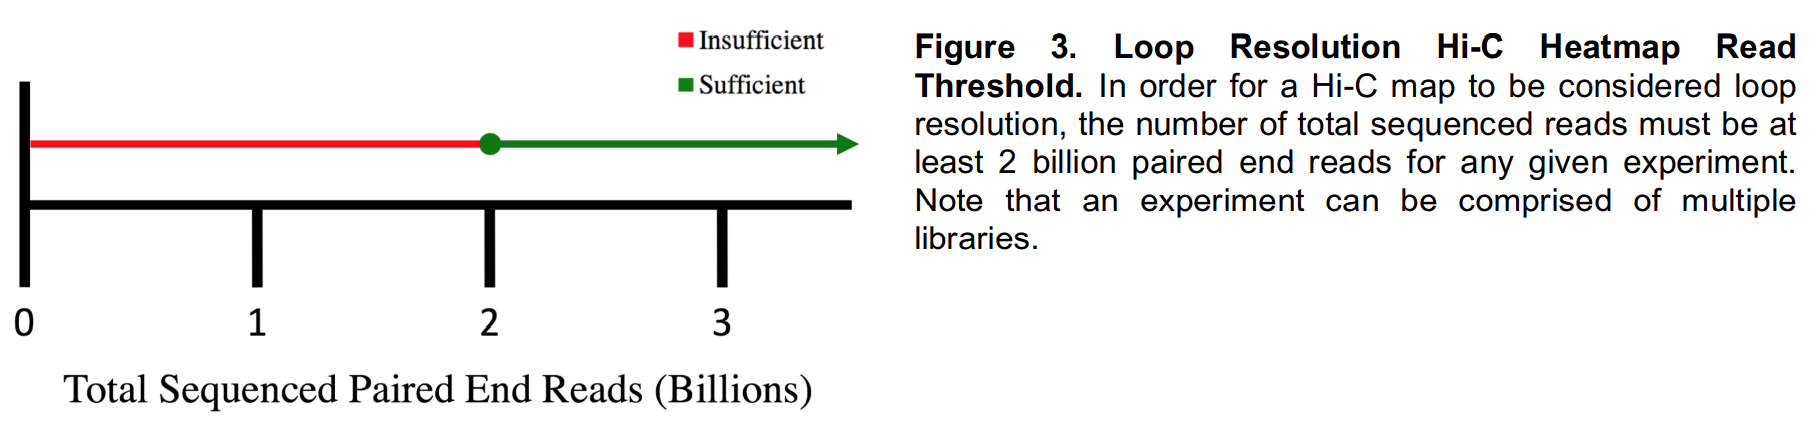 Insufficient
Sufficient
0 1 2 3
Total Sequenced Paired End Reads (Billions)
Figure 3. Loop Resolution Hi-C Heatmap Read
Threshold. In order for a Hi-C map to be considered loop
resolution, the number of total sequenced reads must be at
least 2 billion paired end reads for any given experiment.
Note that an experiment can be comprised of multiple
libraries.